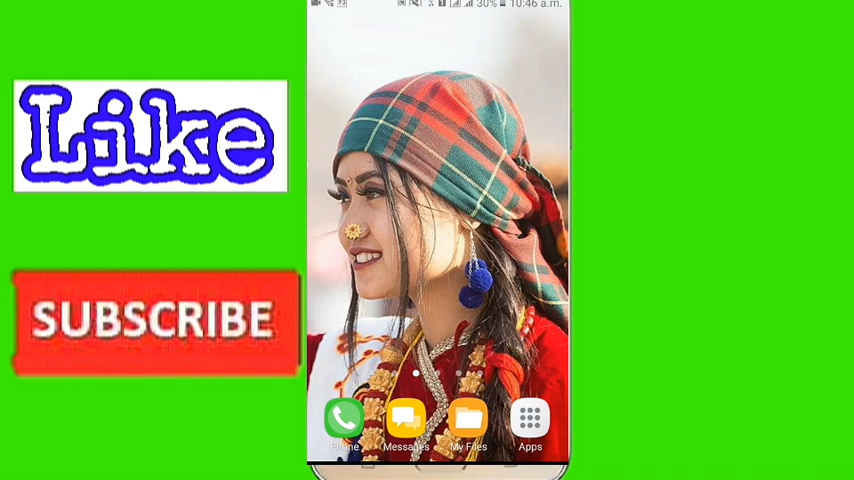 30% 10:46 a.m.
Like
SUBSCRIBE
Phone Messages My Files Apps